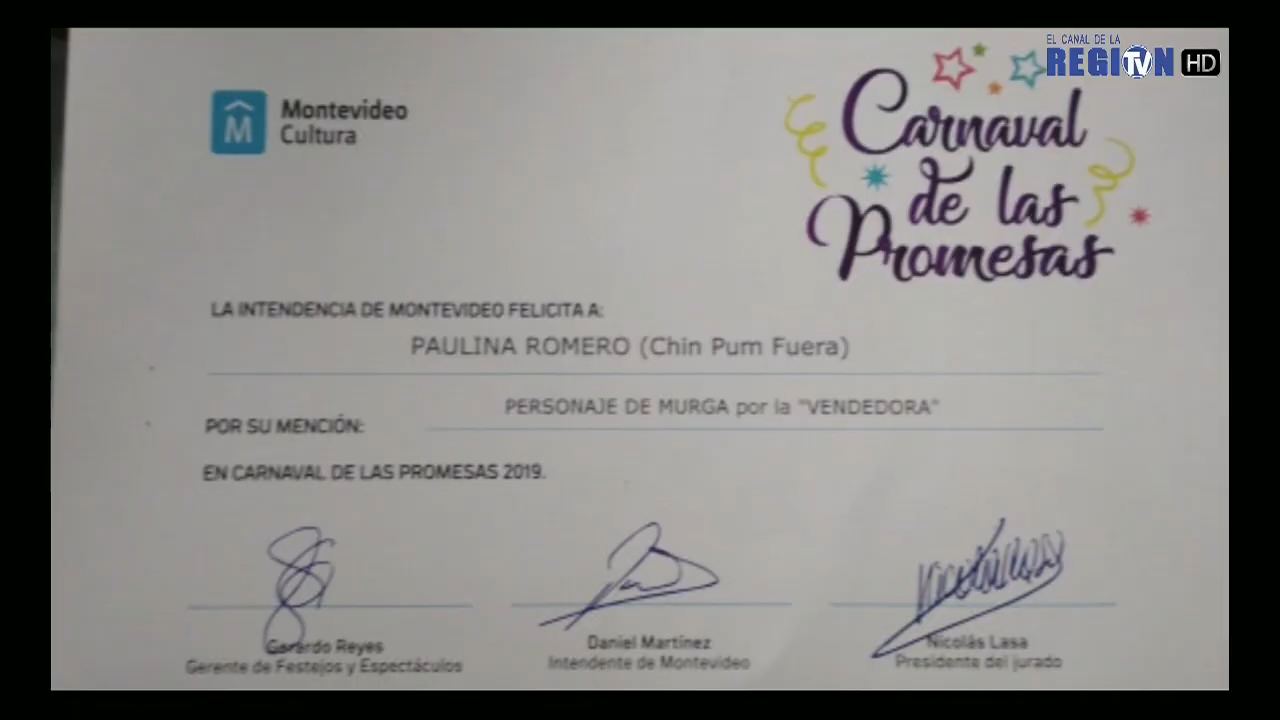 EL CANAL DE LA
REGION TV HD
Montevideo
Cultura
Carnaval
de las
Promesas
LA INTENDENCIA DE MONTEVIDEO FELICITA A:
PAULINA ROMERO (Chin Pum Fuera)
PERSONAJE DE MURGA por la "VENDEDORA"
POR SU MENCIÓN:
EN CARNAVAL DE LAS PROMESAS 2019.
Gerardo Reyes
Gerente de Festejos y Espectáculos
Daniel Martínez
Intendente de Montevideo
Nicolás Lasa
Presidente del jurado